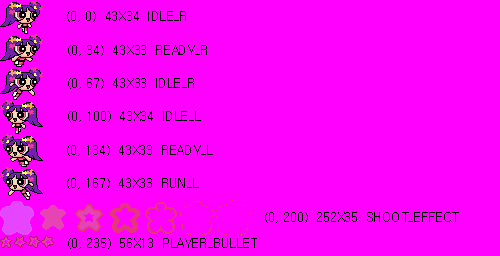 (0, 0) 43X34 IDLE_R
(0, 34) 43X33 READY_R
(0, 67) 43X33 IDLE_R
(0, 100) 43X34 IDLE_L
(0, 134) 43X33 READY_L
(0, 167) 43X33 RUN_L
(0, 200) 252X35 SHOOT_EFFECT
(0, 235) 56X13 PLAYER_BULLET